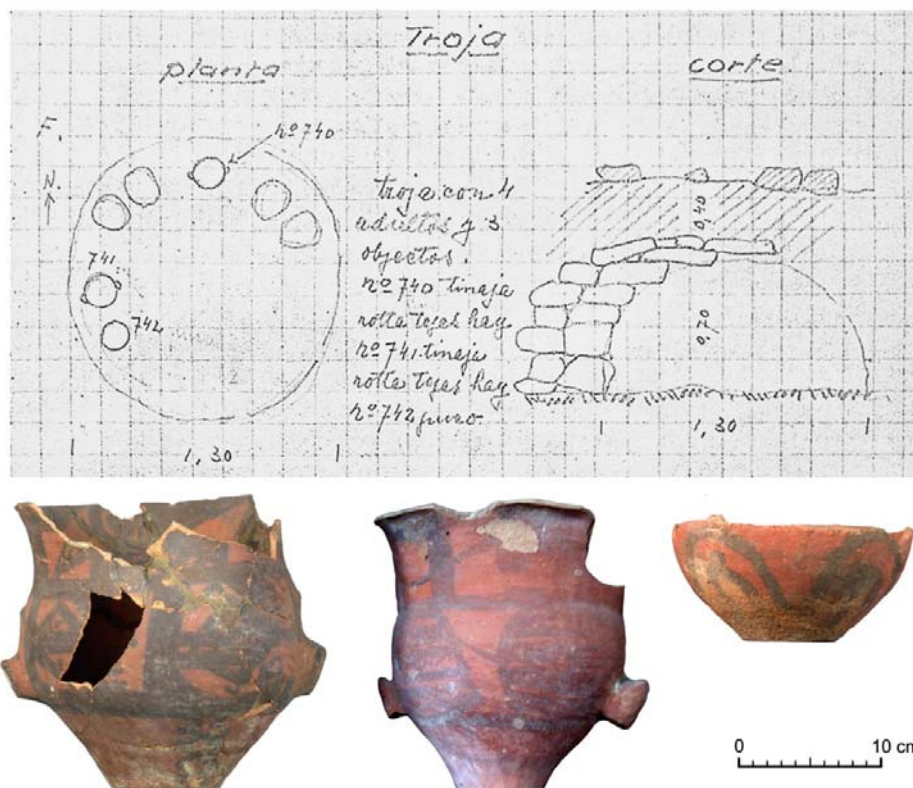 Troja
planta
corte
F.
N.
nº 740
741
742
1,30
troja con 4
adultos y 3
objectos.
nº 740 tinaja
rotta tejas hay
nº 741 tinaja
rotta tejas hay
nº 742 puro
0,40
0,70
1,30
0 10 cm